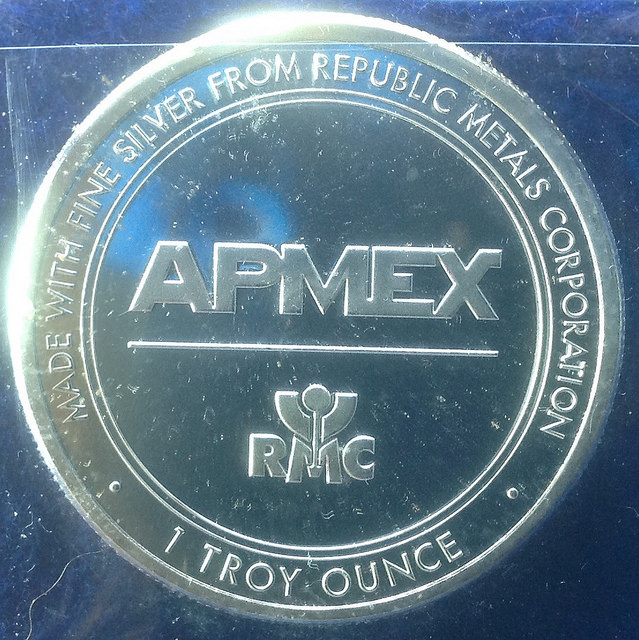 MADE WITH FINE SILVER FROM REPUBLIC METALS CORPORATION
APMEX
RMC
1 TROY OUNCE